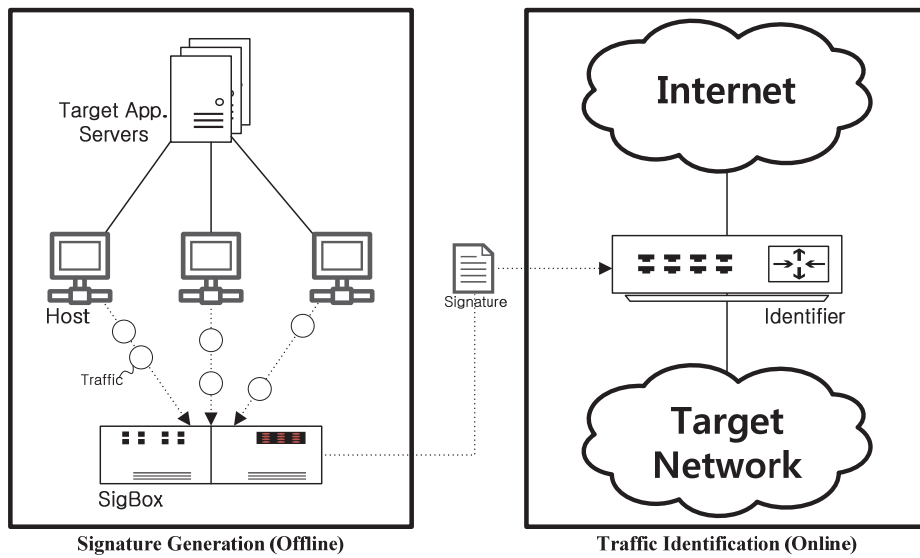 Target App.
Servers
Host
Traffic
SigBox
Signature Generation (Offline)
Signature
Internet
Identifier
Target
Network
Traffic Identification (Online)